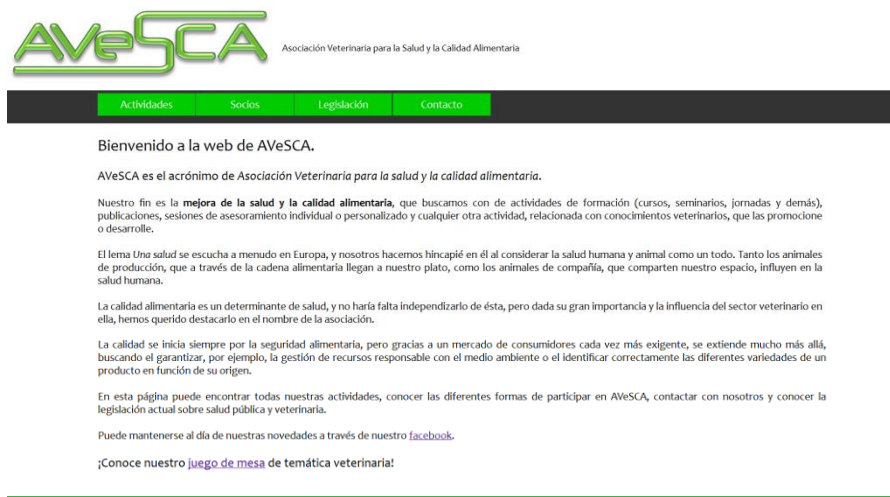 AVeSCA
Asociación Veterinaria para la Salud y la Calidad Alimentaria
Actividades Socios Legislación Contacto
Bienvenido a la web de AVeSCA.
AVeSCA es el acrónimo de Asociación Veterinaria para la salud y la calidad alimentaria.
Nuestro fin es la mejora de la salud y la calidad alimentaria, que buscamos con de actividades de formación (cursos, seminarios, jornadas y demás),
publicaciones, sesiones de asesoramiento individual o personalizado y cualquier otra actividad, relacionada con conocimientos veterinarios, que las promocione
o desarrolle.
El lema Una salud se escucha a menudo en Europa, y nosotros hacemos hincapié en él al considerar la salud humana y animal como un todo. Tanto los animales
de producción, que a través de la cadena alimentaria llegan a nuestro plato, como los animales de compañía, que comparten nuestro espacio, influyen en la
salud humana.
La calidad alimentaria es un determinante de salud, y no haría falta independizarlo de ésta, pero dada su gran importancia y la influencia del sector veterinario en
ella, hemos querido destacarlo en el nombre de la asociación.
La calidad se inicia siempre por la seguridad alimentaria, pero gracias a un mercado de consumidores cada vez más exigente, se extiende mucho más allá,
buscando el garantizar, por ejemplo, la gestión de recursos responsable con el medio ambiente o el identificar correctamente las diferentes variedades de un
producto en función de su origen.
En esta página puede encontrar todas nuestras actividades, conocer las diferentes formas de participar en AVeSCA, contactar con nosotros y conocer la
legislación actual sobre salud pública y veterinaria.
Puede mantenerse al día de nuestras novedades a través de nuestro facebook.
¡Conoce nuestro juego de mesa de temática veterinaria!